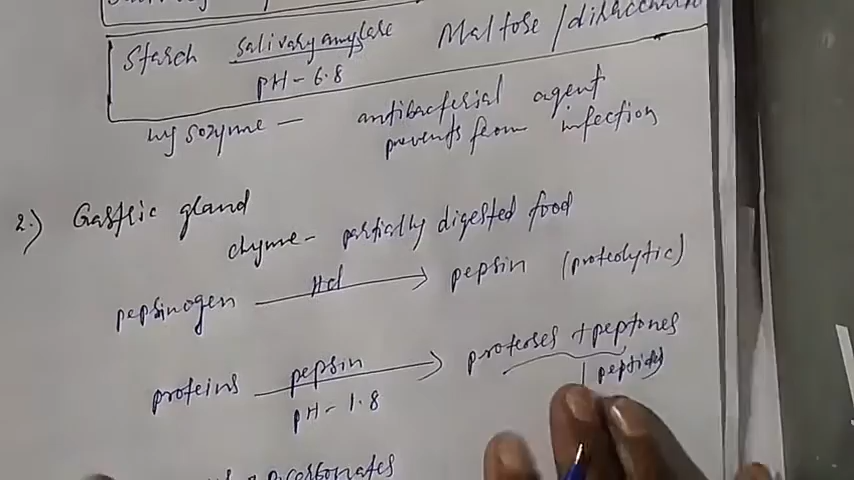 Starch salivary amylase Maltose / disaccharid
PH - 6.8
lysozyme - antibacterial agent
prevents from infection
2.) Gastric gland
chyme - partially digested food
pepsinogen HCl pepsin (proteolytic)
proteins pepsin proteoses + peptones
PH - 1.8 peptides
bicarbonates